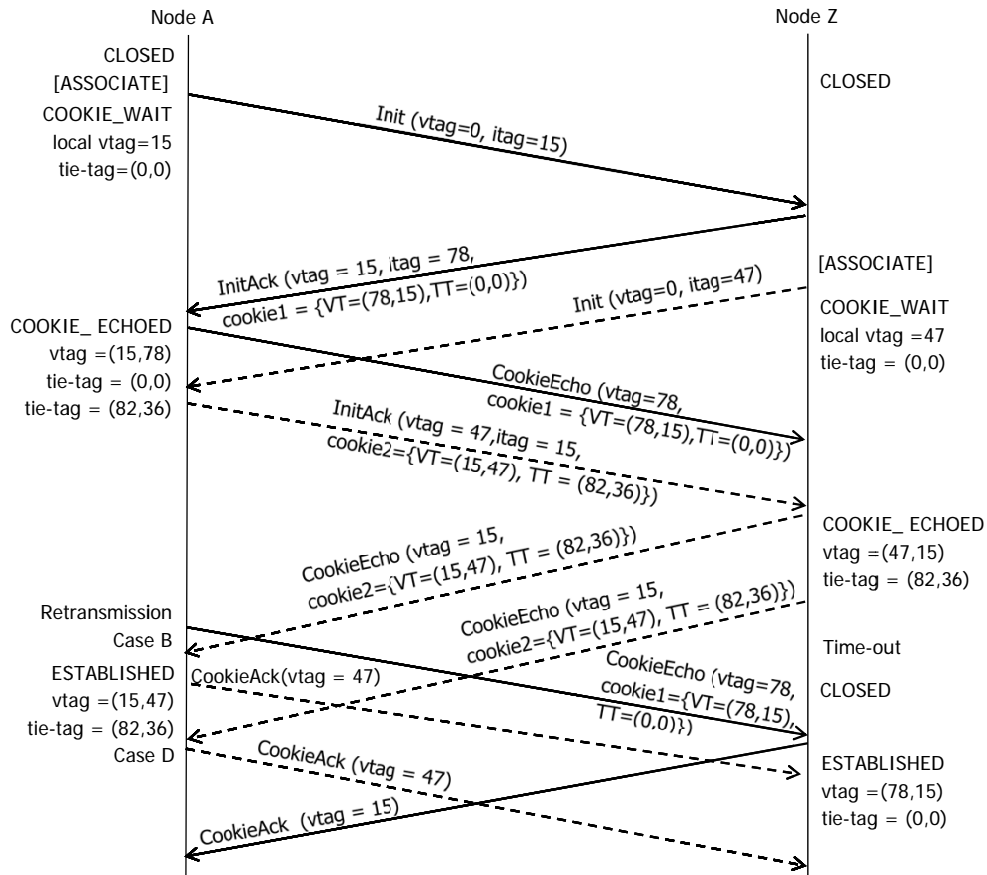 Node A
Node Z
CLOSED
[ASSOCIATE]
COOKIE_WAIT
local vtag=15
tie-tag=(0,0)
CLOSED
Init (vtag=0, itag=15)
InitAck (vtag = 15, itag = 78,
cookie1 = {VT=(78,15),TT=(0,0)})
[ASSOCIATE]
Init (vtag=0, itag=47)
COOKIE_WAIT
local vtag =47
tie-tag = (0,0)
COOKIE_ ECHOED
vtag =(15,78)
tie-tag = (0,0)
tie-tag = (82,36)
CookieEcho (vtag=78,
cookie1 = {VT=(78,15),TT=(0,0)})
InitAck (vtag = 47,itag = 15,
cookie2={VT=(15,47), TT = (82,36)})
COOKIE_ ECHOED
vtag =(47,15)
tie-tag = (82,36)
CookieEcho (vtag = 15,
cookie2={VT=(15,47), TT = (82,36)})
CookieEcho (vtag = 15,
cookie2={VT=(15,47), TT = (82,36)})
Retransmission
Case B
Time-out
CLOSED
CookieEcho (vtag=78,
cookie1={VT=(78,15),
TT=(0,0)})
ESTABLISHED
vtag =(15,47)
tie-tag = (82,36)
Case D
CookieAck(vtag = 47)
CookieAck (vtag = 47)
ESTABLISHED
vtag =(78,15)
tie-tag = (0,0)
CookieAck (vtag = 15)